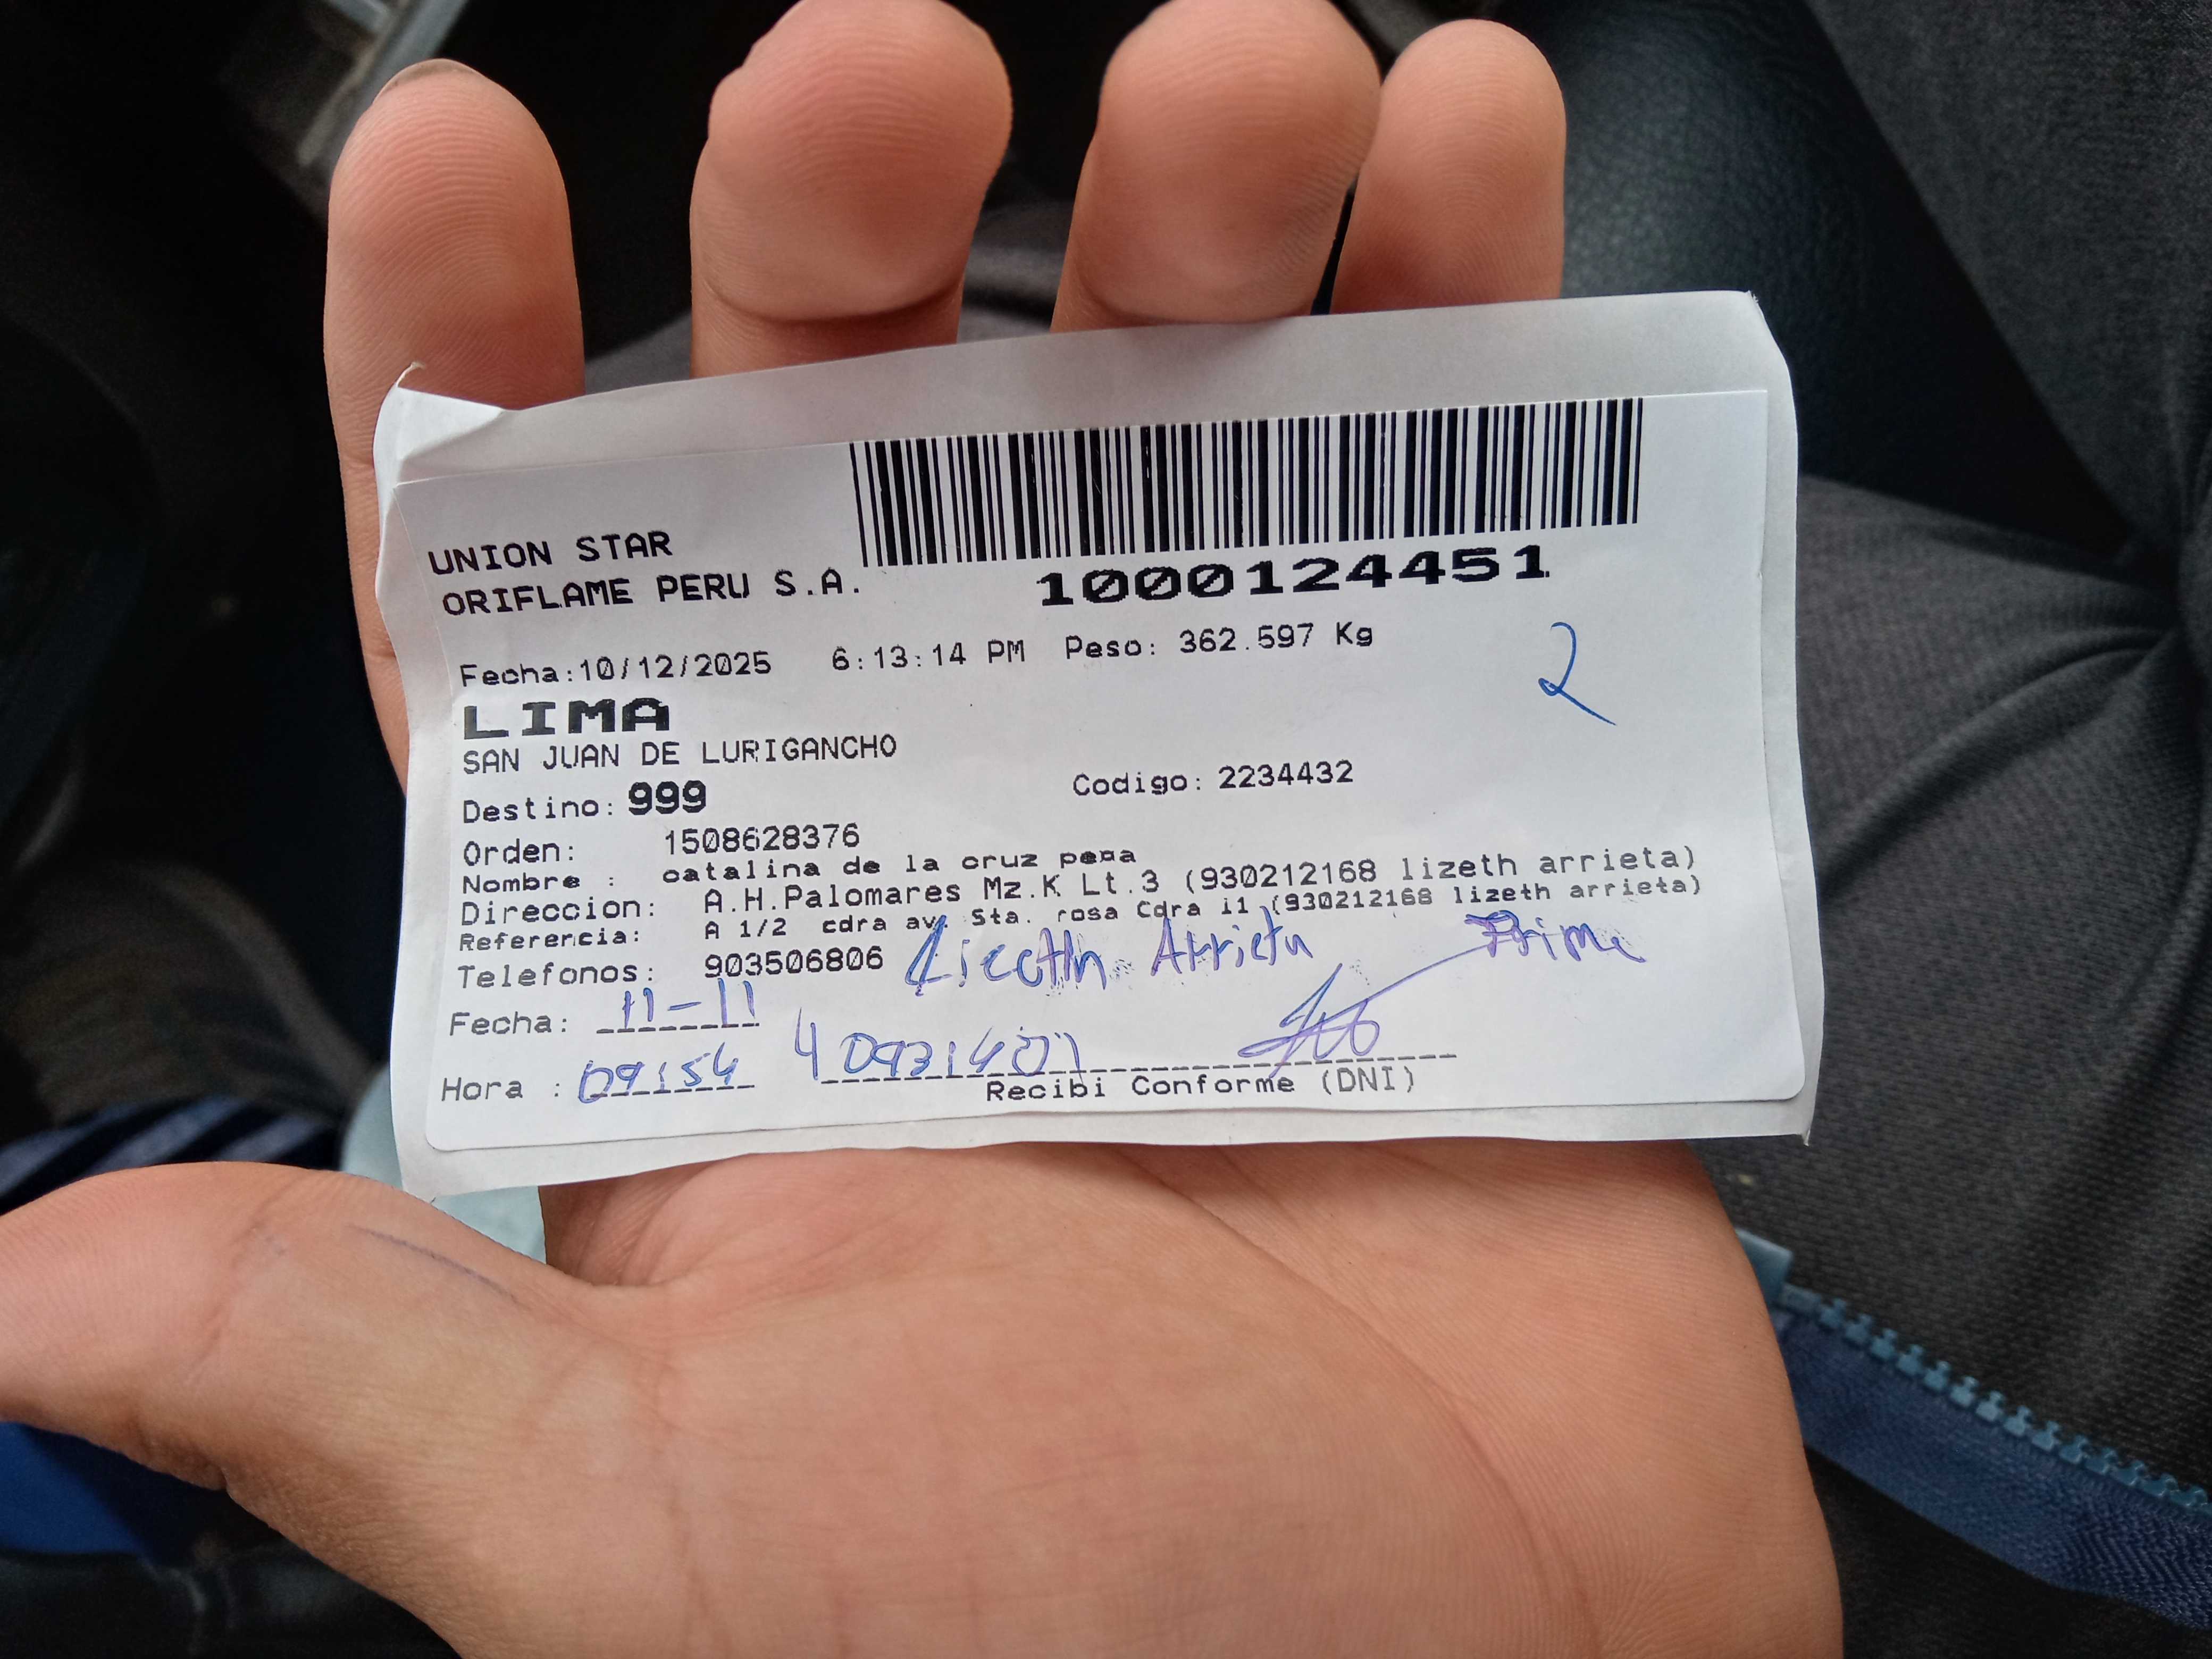 UNION STAR
ORIFLAME PERU S.A.
1000124451
Fecha:10/12/2025 6:13:14 PM Peso: 362.597 Kg
2
LIMA
SAN JUAN DE LURIGANCHO
Destino: 999 Codigo: 2234432
Orden: 1508628376
Nombre : catalina de la cruz pena
Direccion: A.H.Palomares Mz.K Lt.3 (930212168 lizeth arrieta)
Referencia: A 1/2 cdra av. Sta. rosa Cdra 11 (930212168 lizeth arrieta)
Telefonos: 903506806 Arrieta Prima
Fecha: 11-11
Hora : 09:54
Recibi Conforme (DNI)